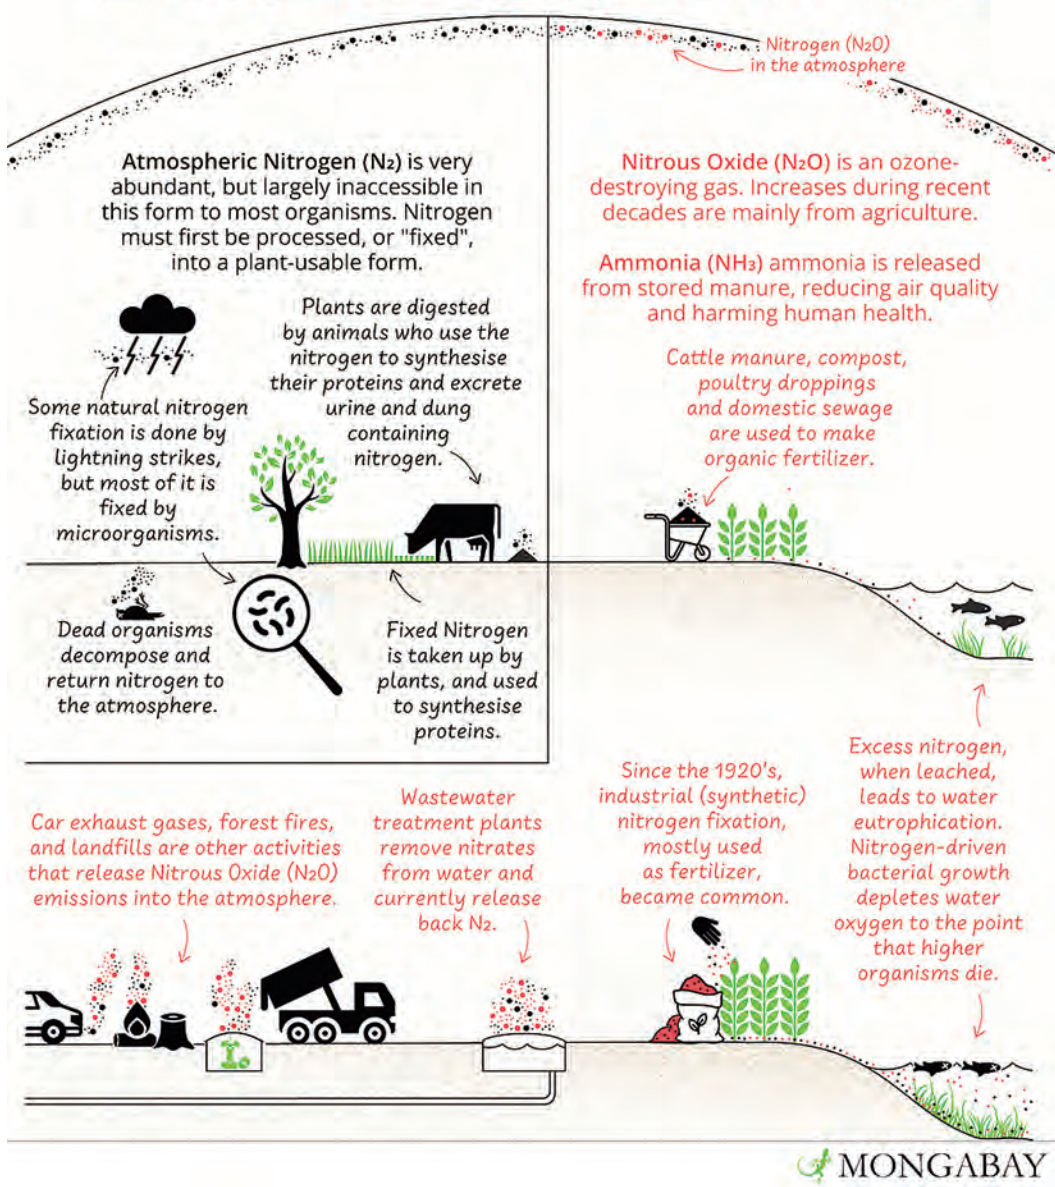 Nitrogen (N₂O)
in the atmosphere
Atmospheric Nitrogen (N₂) is very
abundant, but largely inaccessible in
this form to most organisms. Nitrogen
must first be processed, or "fixed",
into a plant-usable form.
Nitrous Oxide (N₂O) is an ozone-
destroying gas. Increases during recent
decades are mainly from agriculture.
Ammonia (NH₃) ammonia is released
from stored manure, reducing air quality
and harming human health.
Plants are digested
by animals who use the
nitrogen to synthesise
their proteins and excrete
urine and dung
containing
nitrogen.
Cattle manure, compost,
poultry droppings
and domestic sewage
are used to make
organic fertilizer.
Some natural nitrogen
fixation is done by
lightning strikes,
but most of it is
fixed by
microorganisms.
Dead organisms
decompose and
return nitrogen to
the atmosphere.
Fixed Nitrogen
is taken up by
plants, and used
to synthesise
proteins.
Car exhaust gases, forest fires,
and landfills are other activities
that release Nitrous Oxide (N₂O)
emissions into the atmosphere.
Wastewater
treatment plants
remove nitrates
from water and
currently release
back N₂.
Since the 1920's,
industrial (synthetic)
nitrogen fixation,
mostly used
as fertilizer,
became common.
Excess nitrogen,
when leached,
leads to water
eutrophication.
Nitrogen-driven
bacterial growth
depletes water
oxygen to the point
that higher
organisms die.
MONGABAY